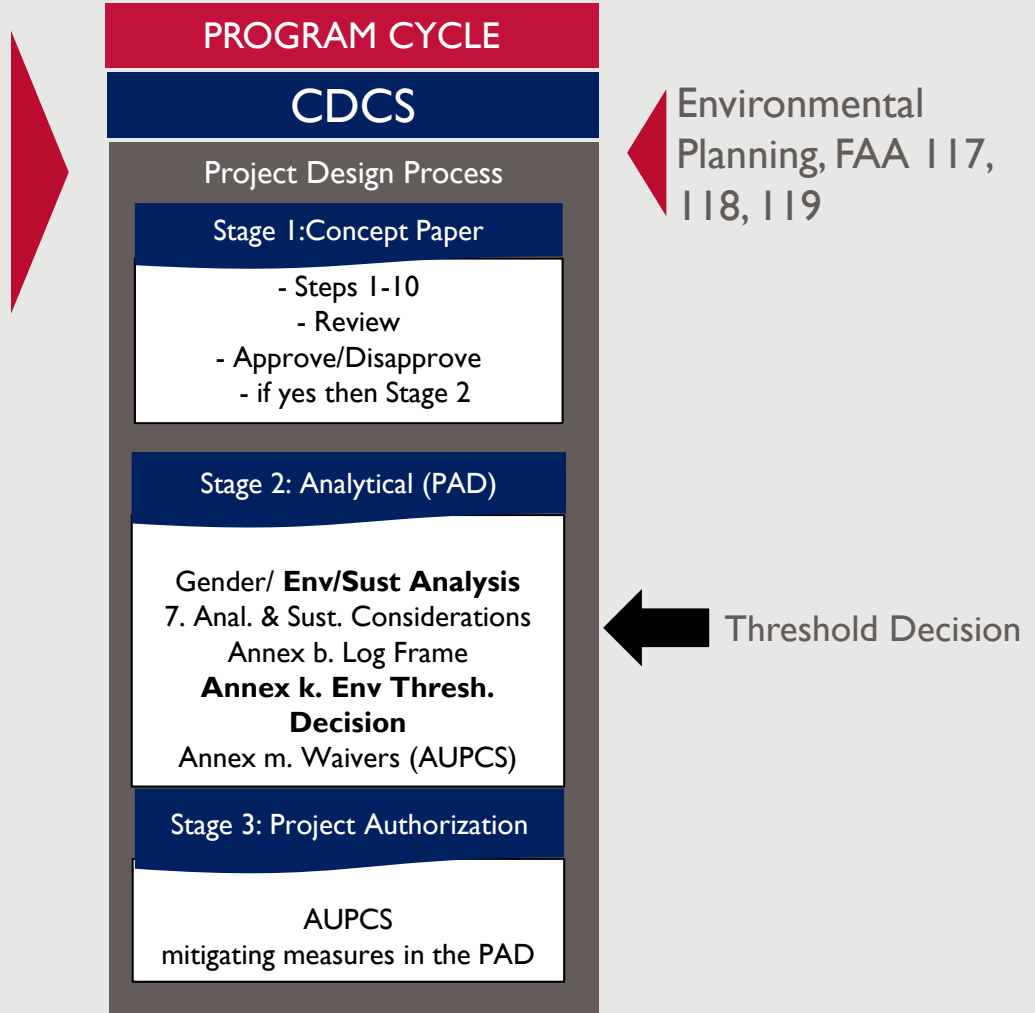 PROGRAM CYCLE
CDCS
Environmental
Planning, FAA 117,
118, 119
Project Design Process
Stage 1:Concept Paper
- Steps 1-10
- Review
- Approve/Disapprove
- if yes then Stage 2
Stage 2: Analytical (PAD)
Gender/ Env/Sust Analysis
7. Anal. & Sust. Considerations
Annex b. Log Frame
Annex k. Env Thresh.
Decision
Annex m. Waivers (AUPCS)
Threshold Decision
Stage 3: Project Authorization
AUPCS
mitigating measures in the PAD